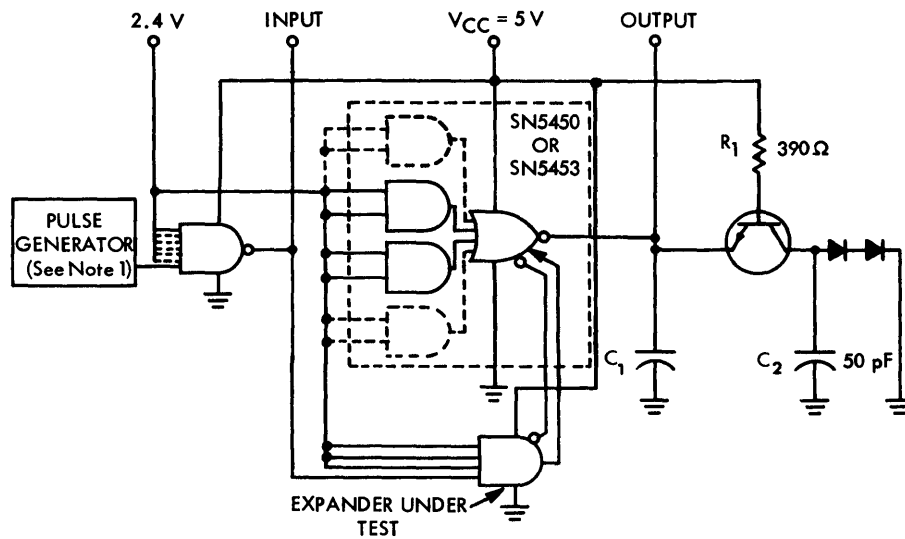 2.4 V
INPUT
VCC = 5 V
OUTPUT
SN5450
OR
SN5453
R1
390 Ω
PULSE
GENERATOR
(See Note 1)
C1
C2
50 pF
EXPANDER UNDER
TEST